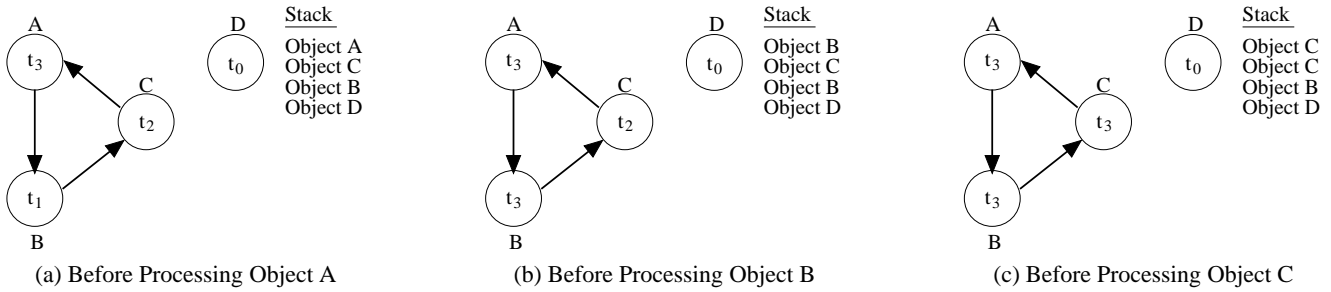 A
D
Stack
t3
t0
Object A
Object C
Object B
Object D
C
t2
t1
B
(a) Before Processing Object A
A
D
Stack
t3
t0
Object B
Object C
Object B
Object D
C
t2
t3
B
(b) Before Processing Object B
A
D
Stack
t3
t0
Object C
Object C
Object B
Object D
C
t3
t3
B
(c) Before Processing Object C